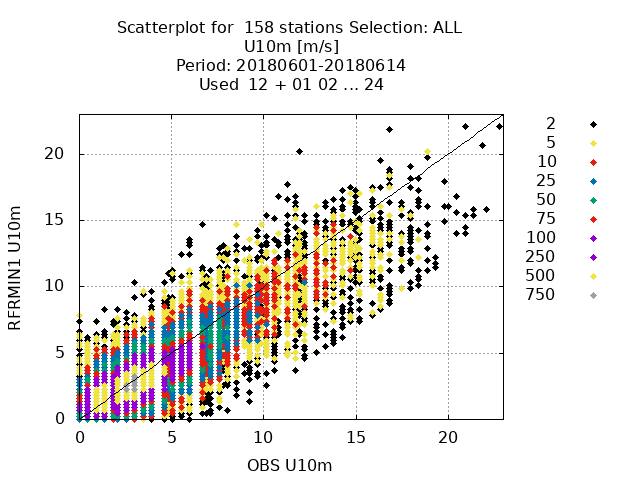 Scatterplot for  158 stations Selection: ALL
U10m [m/s]
Period: 20180601-20180614
Used  12 + 01 02 ... 24
RFRMIN1 U10m
20
15
10
5
0
0 5 10 15 20
OBS U10m
2
5
10
25
50
75
100
250
500
750